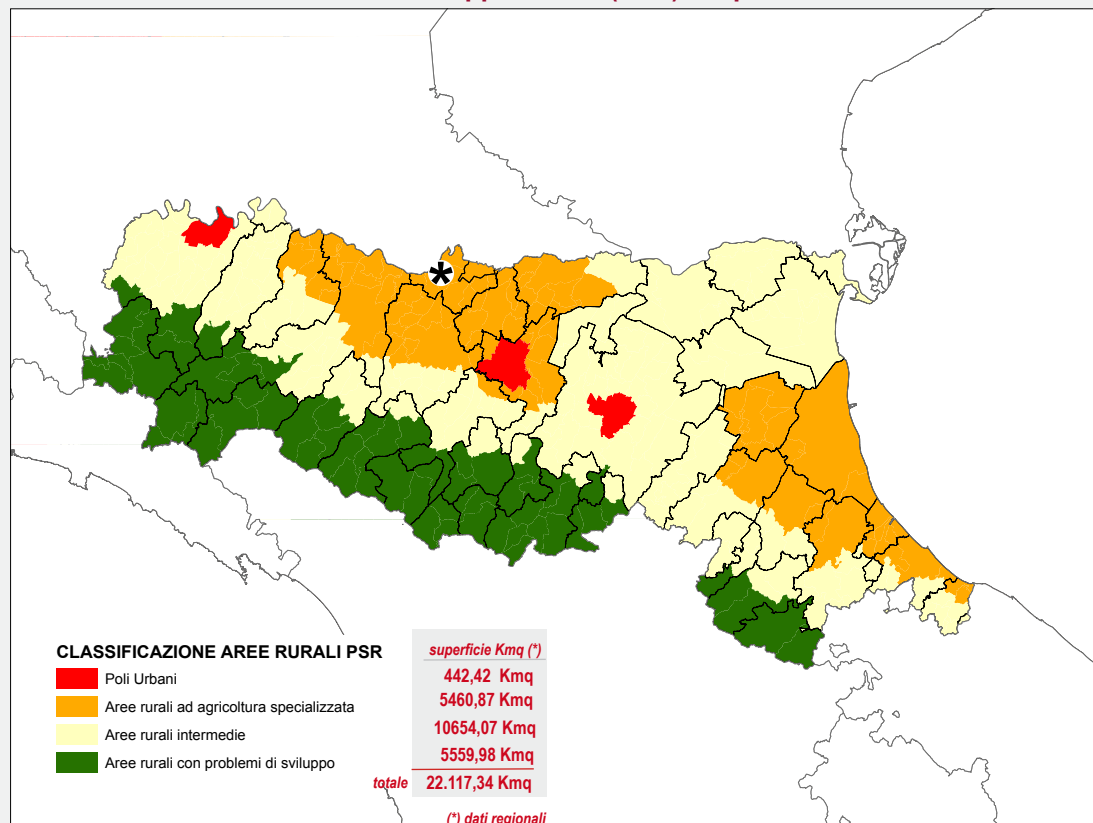 CLASSIFICAZIONE AREE RURALI PSR
superficie Kmq (*)
Poli Urbani
442,42 Kmq
Aree rurali ad agricoltura specializzata
5460,87 Kmq
Aree rurali intermedie
10654,07 Kmq
Aree rurali con problemi di sviluppo
5559,98 Kmq
totale 22.117,34 Kmq
(*) dati regionali